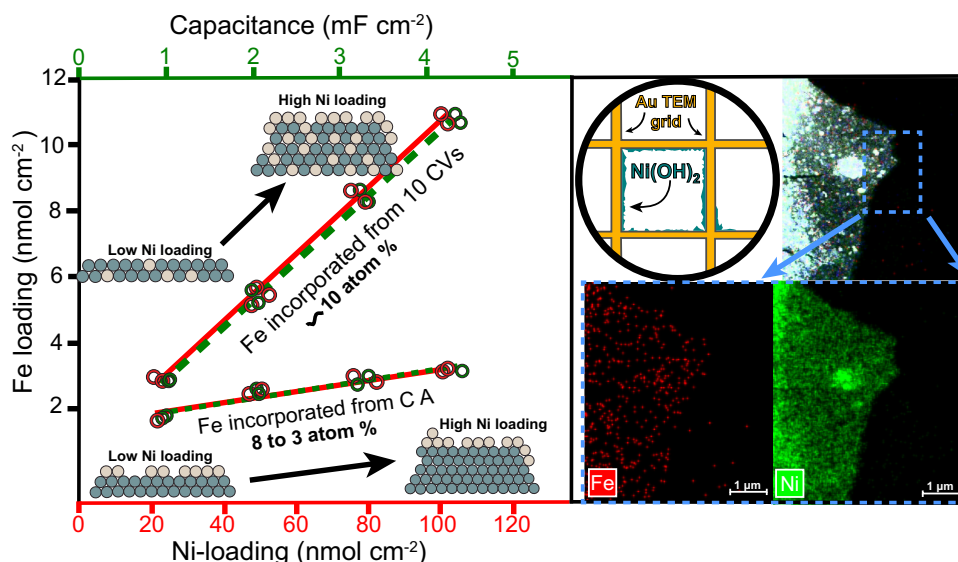 Capacitance (mF cm-2)
0 1 2 3 4 5
Fe loading (nmol cm-2)
12
10
8
6
4
2
High Ni loading
Low Ni loading
Fe incorporated from 10 CVs
~10 atom %
Fe incorporated from CA
8 to 3 atom %
Low Ni loading
High Ni loading
0 20 40 60 80 100 120
Ni-loading (nmol cm-2)
Au TEM
grid
Ni(OH)2
Fe
1 µm
Ni
1 µm